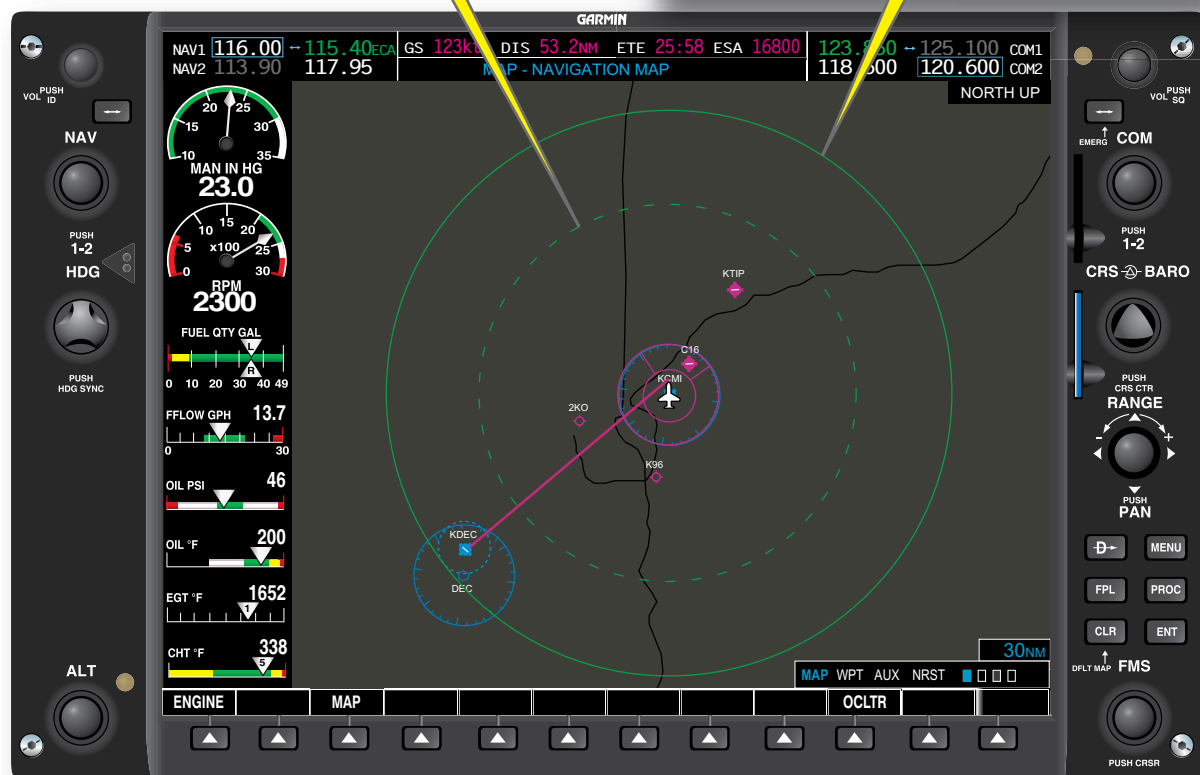 GARMIN
NAV1 116.00 ↔ 115.40 ECA
NAV2 113.90 117.95
GS DIS 53.2NM ETE 25:58 ESA 16800
MAP - NAVIGATION MAP
↔ 125.100 COM1
120.600 COM2
NORTH UP
VOL PUSH ID
NAV
PUSH
1-2
HDG
PUSH
HDG SYNC
ALT
10 15 20 25 30 35
MAN IN HG
23.0
0 5 10 15 20 25 30
x100
RPM
2300
FUEL QTY GAL
L
R
0 10 20 30 40 49
FFLOW GPH 13.7
0 30
OIL PSI 46
OIL °F 200
EGT °F 1652
1
CHT °F 338
5
KTIP
C16
KCMI
2KO
K96
KDEC
DEC
30NM
MAP WPT AUX NRST
ENGINE MAP OCLTR
VOL PUSH SQ
EMERG
COM
PUSH
1-2
CRS BARO
PUSH
CRS CTR
RANGE
- +
PUSH
PAN
D MENU
FPL PROC
CLR ENT
DFLT MAP
FMS
PUSH CRSR